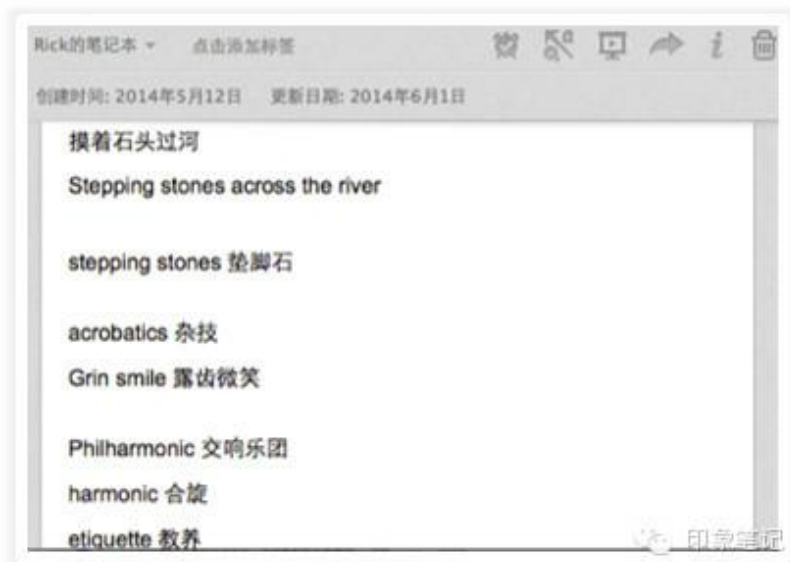 Rick的笔记本
点击添加标签
创建时间: 2014年5月12日 更新日期: 2014年6月1日
摸着石头过河
Stepping stones across the river
stepping stones 垫脚石
acrobatics 杂技
Grin smile 露齿微笑
Philharmonic 交响乐团
harmonic 合旋
etiquette 教养
印象笔记